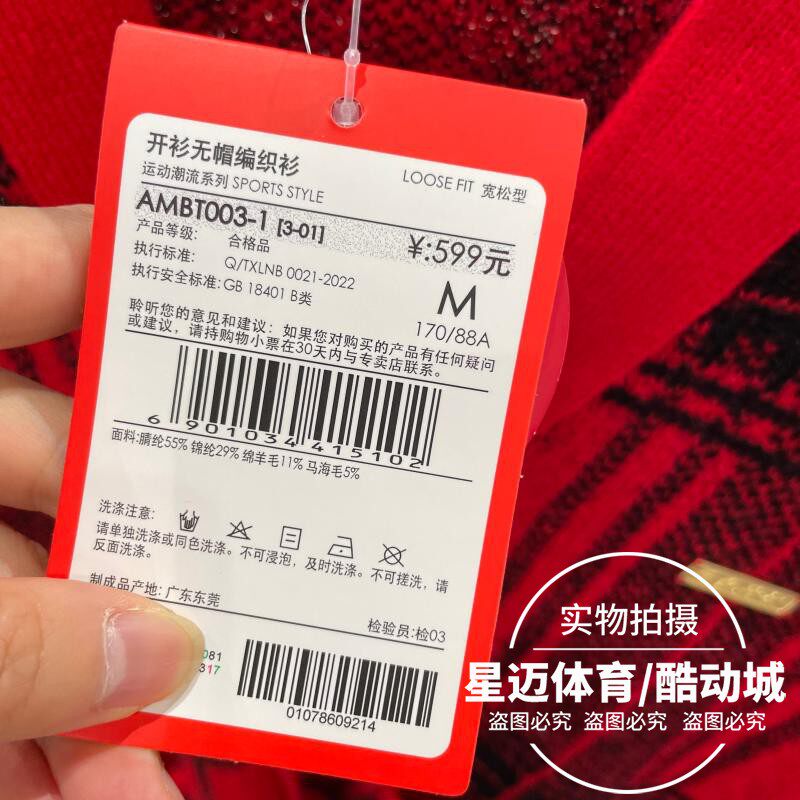 开衫无帽编织衫
运动潮流系列 SPORTS STYLE
LOOSE FIT 宽松型
AMBT003-1 [3-01]
产品等级: 合格品
¥:599元
执行标准: Q/TXLNB 0021-2022
执行安全标准: GB 18401 B类
M
170/88A
聆听您的意见和建议: 如果您对购买的产品有任何疑问
或建议, 请持购物小票在30天内与专卖店联系。
6 901034 415102
面料:腈纶55% 锦纶29% 绵羊毛11% 马海毛5%
洗涤注意:
请单独洗涤或同色洗涤。不可浸泡, 及时洗涤。不可搓洗, 请
反面洗涤。
制成品产地: 广东东莞
检验员:检03
081
317
01078609214
实物拍摄
星迈体育/酷动城
盗图必究 盗图必究 盗图必究